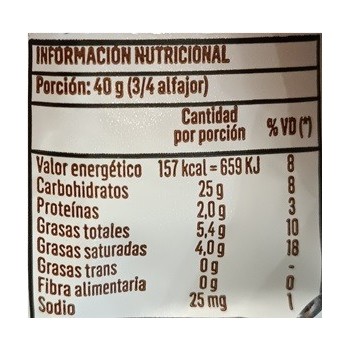 INFORMACIÓN NUTRICIONAL
Porción: 40 g (3/4 alfajor)
Cantidad por porción % VD (*)
Valor energético 157 kcal = 659 KJ 8
Carbohidratos 25 g 8
Proteínas 2,0 g 3
Grasas totales 5,4 g 10
Grasas saturadas 4,0 g 18
Grasas trans 0 g -
Fibra alimentaria 0 g 0
Sodio 25 mg 1